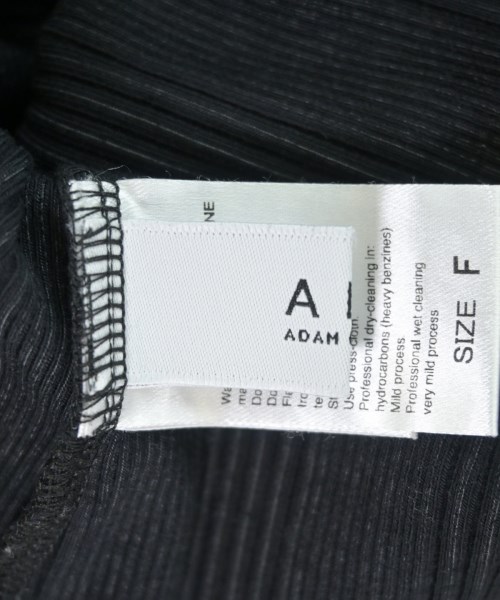 A
ADAM
NE
Use press-cloth.
Professional dry-cleaning in:
hydrocarbons (heavy benzines)
Mild process
Professional wet cleaning
very mild process
SIZE F